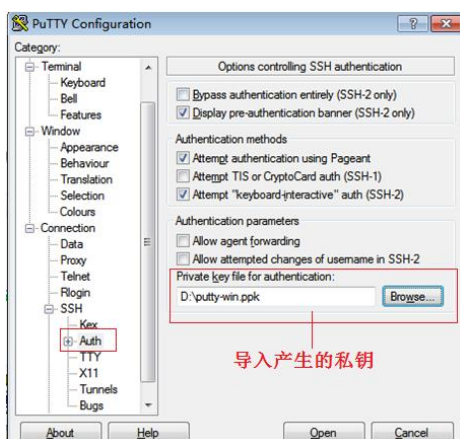 PuTTY Configuration
Category:
Terminal
Keyboard
Bell
Features
Window
Appearance
Behaviour
Translation
Selection
Colours
Connection
Data
Proxy
Telnet
Rlogin
SSH
Kex
Auth
TTY
X11
Tunnels
Bugs
Options controlling SSH authentication
Bypass authentication entirely (SSH-2 only)
Display pre-authentication banner (SSH-2 only)
Authentication methods
Attempt authentication using Pageant
Attempt TIS or CryptoCard auth (SSH-1)
Attempt "keyboard-interactive" auth (SSH-2)
Authentication parameters
Allow agent forwarding
Allow attempted changes of username in SSH-2
Private key file for authentication:
D:\putty-win.ppk
Browse...
导入产生的私钥
About
Help
Open
Cancel